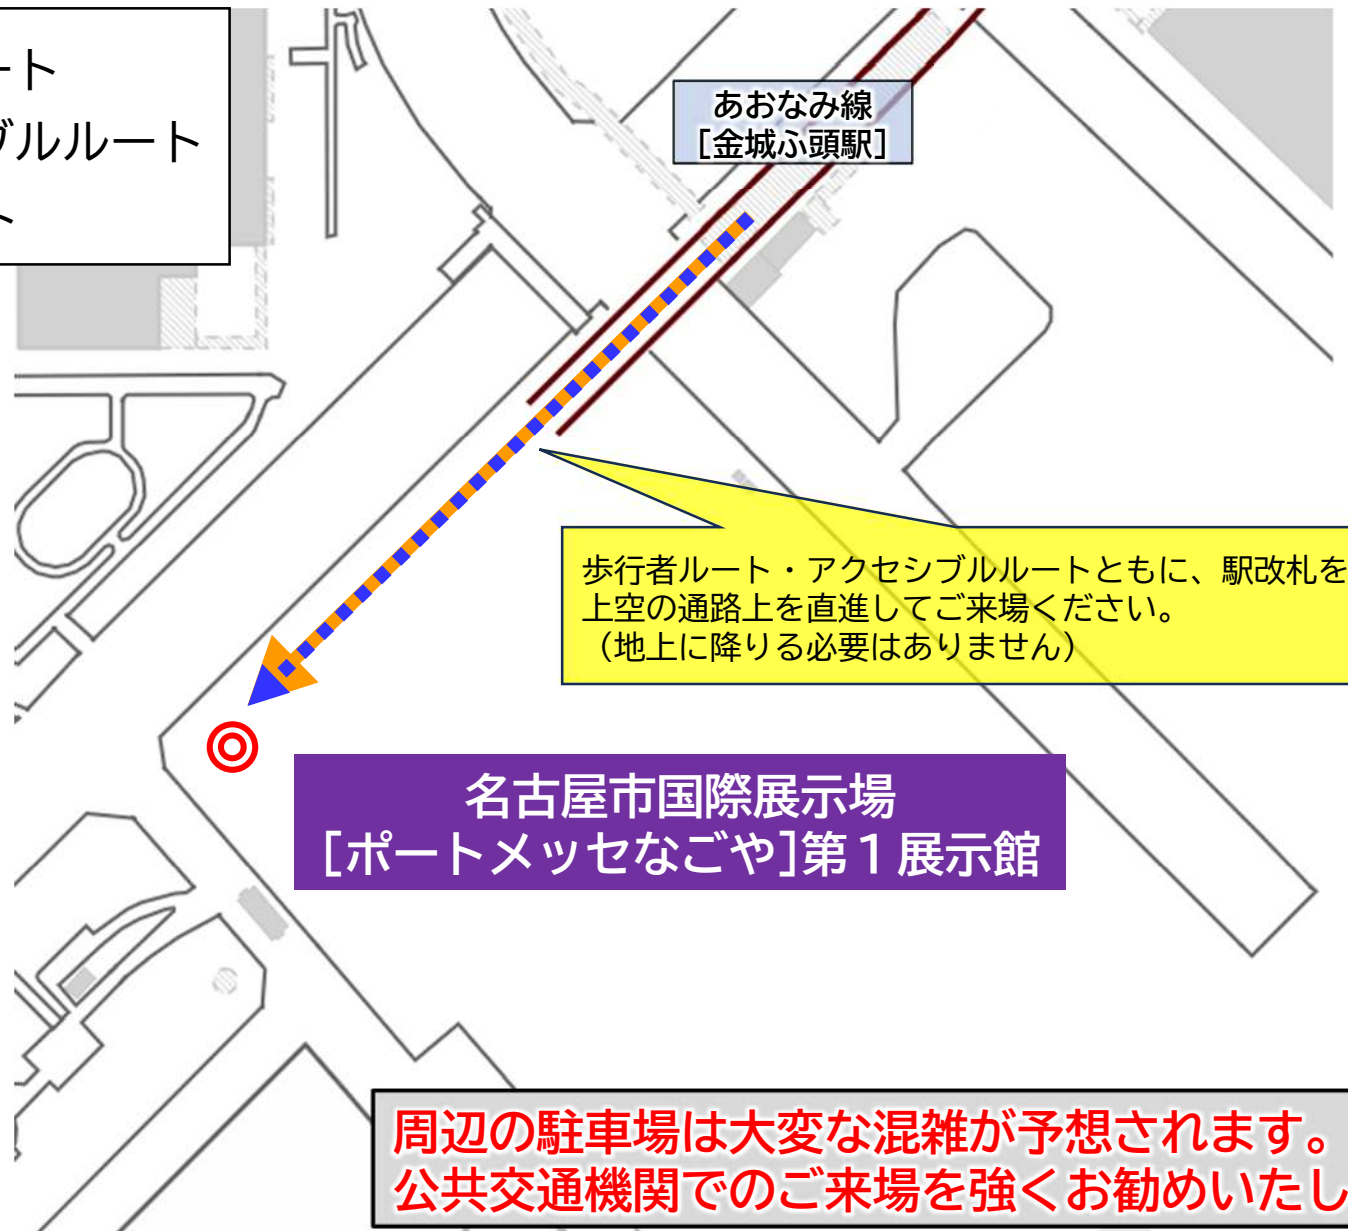 ート
ブルルート
ト
あおなみ線
［金城ふ頭駅］
歩行者ルート・アクセシブルルートともに、駅改札を
上空の通路上を直進してご来場ください。
（地上に降りる必要はありません）
名古屋市国際展示場
［ポートメッセなごや］第１展示館
周辺の駐車場は大変な混雑が予想されます。
公共交通機関でのご来場を強くお勧めいたし